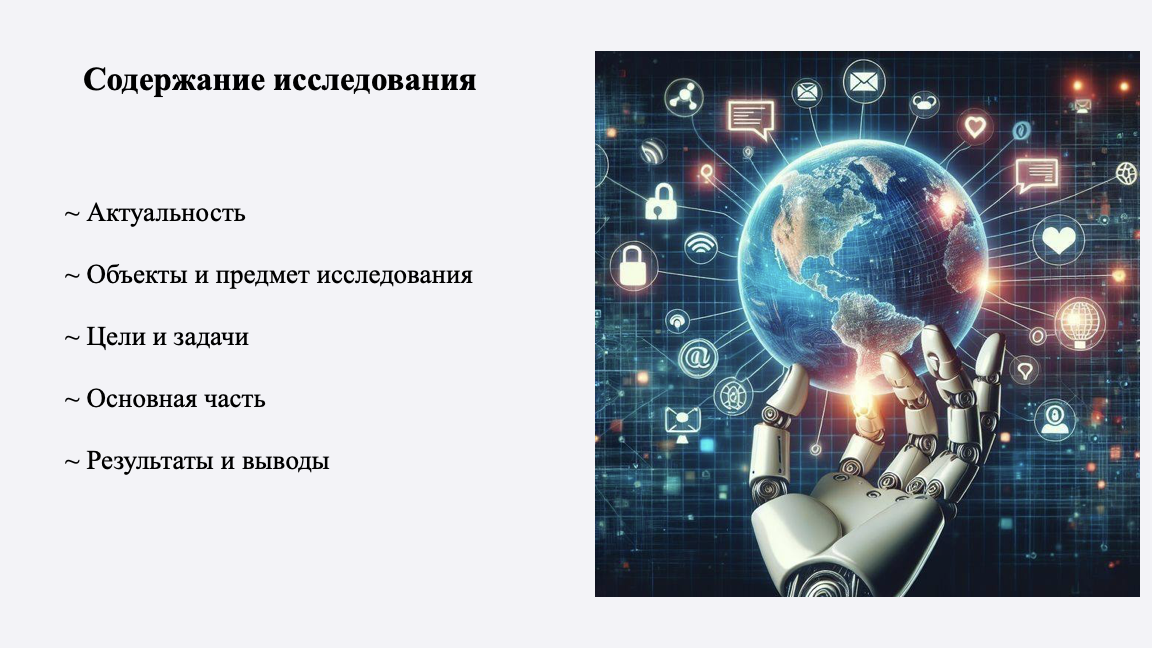 Содержание исследования
~ Актуальность
~ Объекты и предмет исследования
~ Цели и задачи
~ Основная часть
~ Результаты и выводы